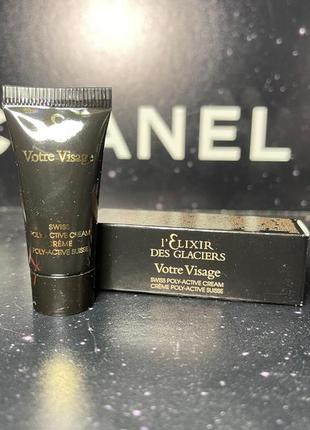 CHANEL
Votre Visage
SWISS
POLY-ACTIVE CREAM
CRÈME
POLY-ACTIVE SUISSE
l'ELIXIR
DES GLACIERS
Votre Visage
SWISS POLY-ACTIVE CREAM
CRÈME POLY-ACTIVE SUISSE